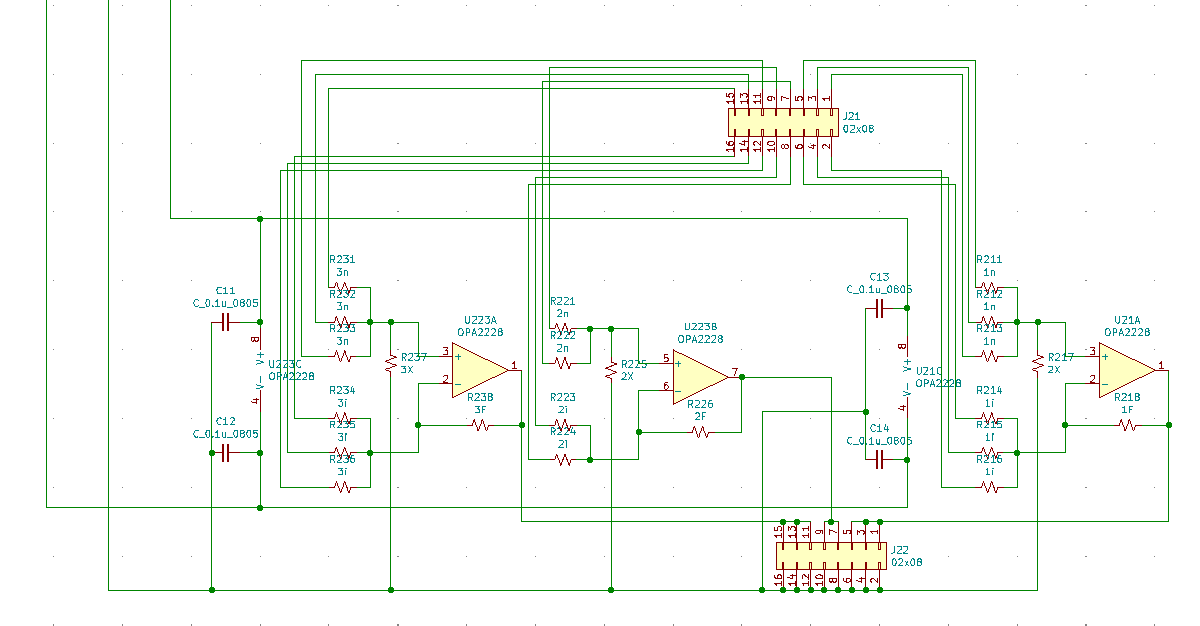 15 13 11 9 7 5 3 1
J21
02x08
16 14 12 10 8 6 4 2
R231
3n
R232
3n
R233
3n
R234
3i
R235
3i
R236
3i
C11
C_0.1u_0805
C12
C_0.1u_0805
8
V+
U223C
OPA2228
V-
4
R237
3X
U223A
OPA2228
3
+
2
-
1
R238
3F
R221
2n
R222
2n
R223
2i
R224
2i
R225
2X
U223B
OPA2228
5
+
6
-
7
R226
2F
C13
C_0.1u_0805
8
V+
U21C
OPA2228
V-
4
C14
C_0.1u_0805
R211
1n
R212
1n
R213
1n
R214
1i
R215
1i
R216
1i
R217
2X
U21A
OPA2228
3
+
2
-
1
R218
1F
15 13 11 9 7 5 3 1
J22
02x08
16 14 12 10 8 6 4 2